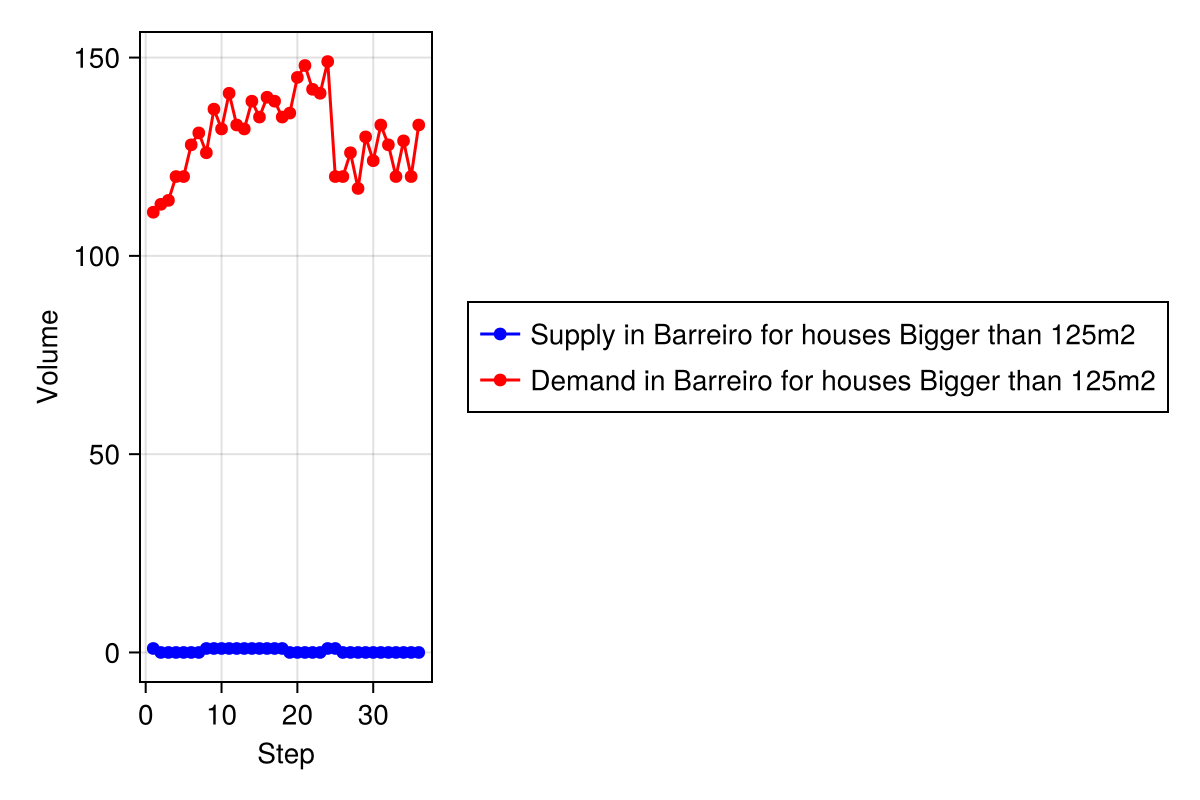 150
100
50
0
Volume
0 10 20 30
Step
Supply in Barreiro for houses Bigger than 125m2
Demand in Barreiro for houses Bigger than 125m2